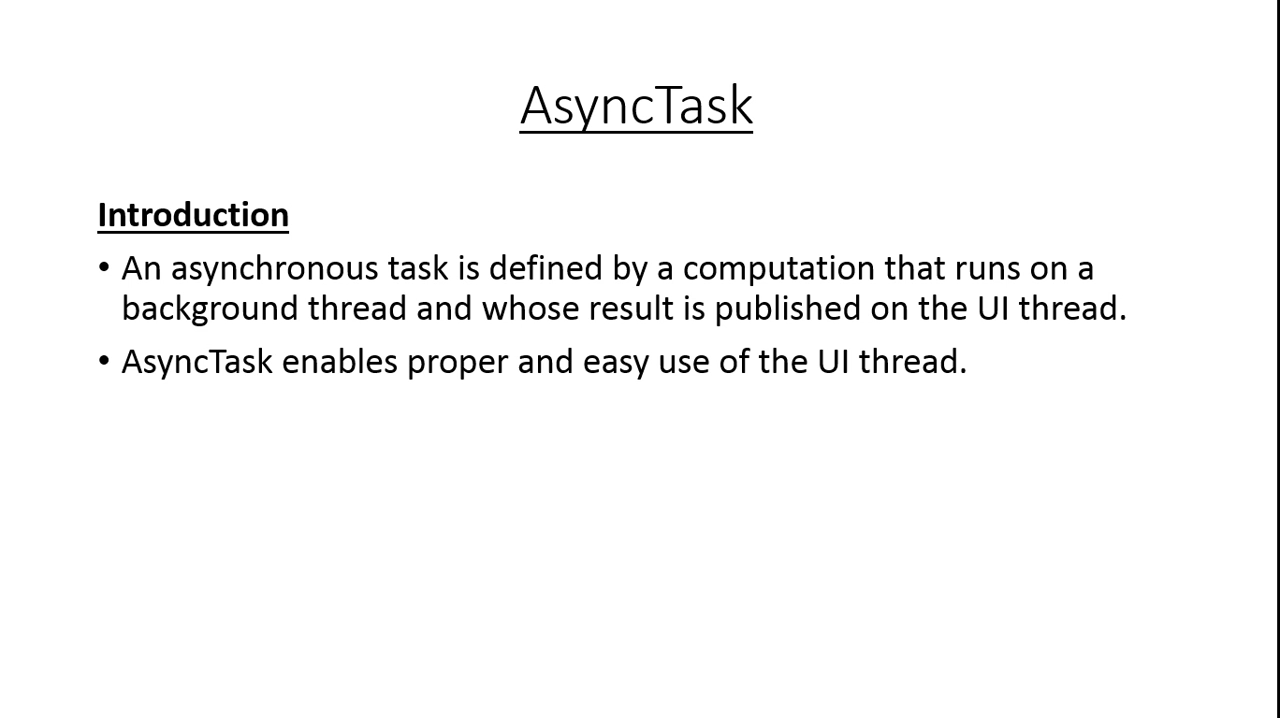 AsyncTask
Introduction
• An asynchronous task is defined by a computation that runs on a
background thread and whose result is published on the UI thread.
• AsyncTask enables proper and easy use of the UI thread.